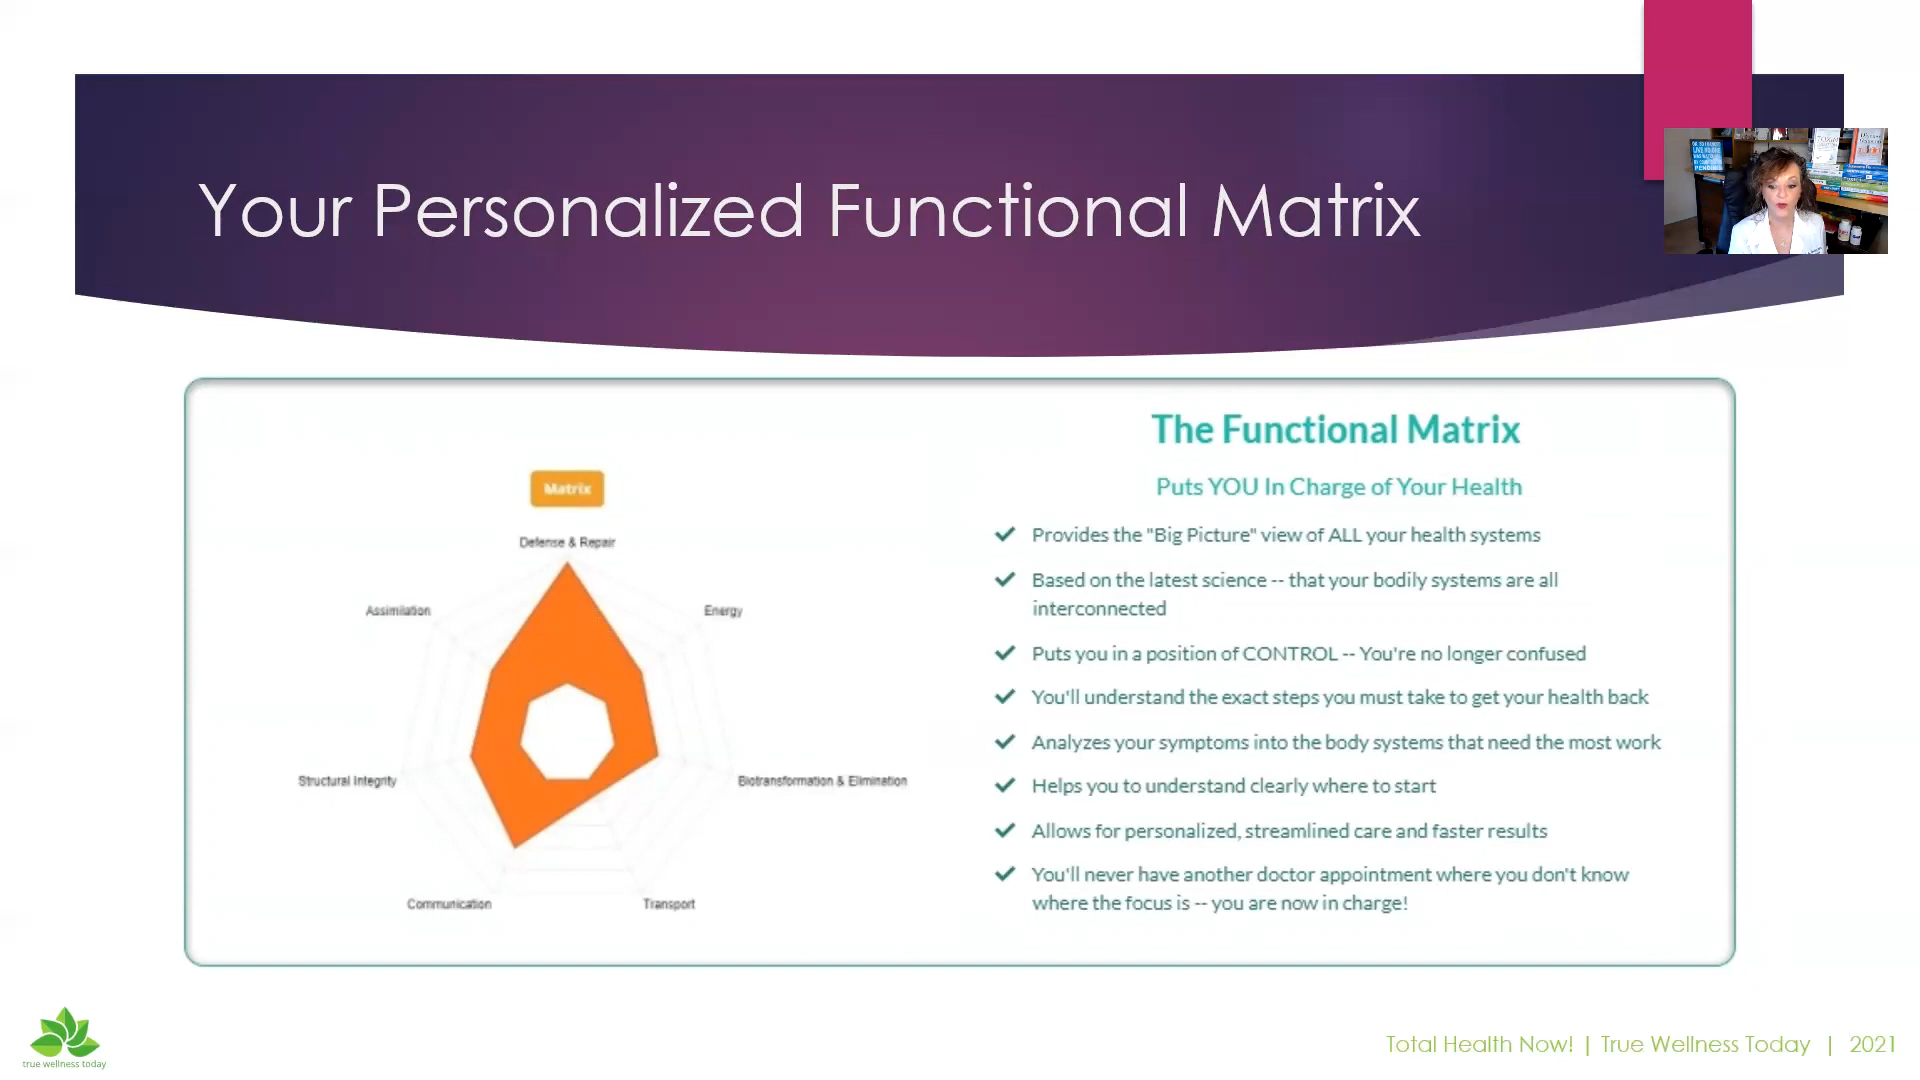 Your Personalized Functional Matrix
The Functional Matrix
Puts YOU In Charge of Your Health
Matrix
Defense & Repair
Assimilation
Energy
Structural Integrity
Biotransformation & Elimination
Communication
Transport
Provides the "Big Picture" view of ALL your health systems
Based on the latest science -- that your bodily systems are all
interconnected
Puts you in a position of CONTROL -- You're no longer confused
You'll understand the exact steps you must take to get your health back
Analyzes your symptoms into the body systems that need the most work
Helps you to understand clearly where to start
Allows for personalized, streamlined care and faster results
You'll never have another doctor appointment where you don't know
where the focus is -- you are now in charge!
true wellness today
Total Health Now! | True Wellness Today | 2021